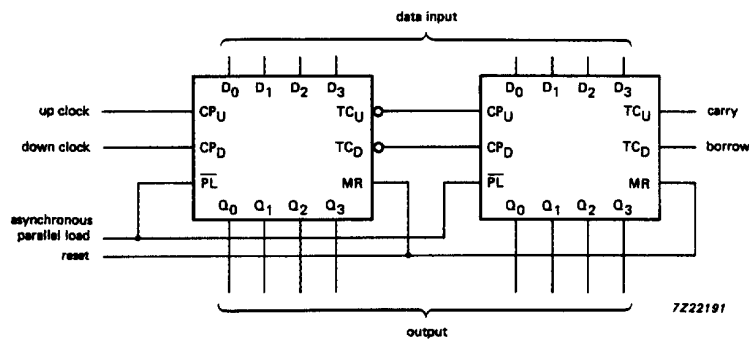 data input
D0 D1 D2 D3 D0 D1 D2 D3
up clock CPU TCU CPU TCU carry
down clock CPD TCD CPD TCD borrow
PL MR PL MR
Q0 Q1 Q2 Q3 Q0 Q1 Q2 Q3
asynchronous
parallel load
reset
7Z22191
output